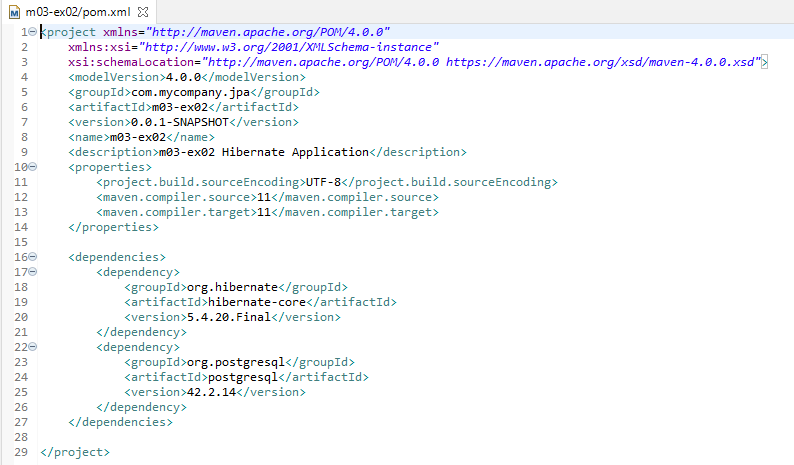 m03-ex02/pom.xml
1 <project xmlns="http://maven.apache.org/POM/4.0.0"
2     xmlns:xsi="http://www.w3.org/2001/XMLSchema-instance"
3     xsi:schemaLocation="http://maven.apache.org/POM/4.0.0 https://maven.apache.org/xsd/maven-4.0.0.xsd">
4     <modelVersion>4.0.0</modelVersion>
5     <groupId>com.mycompany.jpa</groupId>
6     <artifactId>m03-ex02</artifactId>
7     <version>0.0.1-SNAPSHOT</version>
8     <name>m03-ex02</name>
9     <description>m03-ex02 Hibernate Application</description>
10     <properties>
11         <project.build.sourceEncoding>UTF-8</project.build.sourceEncoding>
12         <maven.compiler.source>11</maven.compiler.source>
13         <maven.compiler.target>11</maven.compiler.target>
14     </properties>
15
16     <dependencies>
17         <dependency>
18             <groupId>org.hibernate</groupId>
19             <artifactId>hibernate-core</artifactId>
20             <version>5.4.20.Final</version>
21         </dependency>
22         <dependency>
23             <groupId>org.postgresql</groupId>
24             <artifactId>postgresql</artifactId>
25             <version>42.2.14</version>
26         </dependency>
27     </dependencies>
28
29 </project>